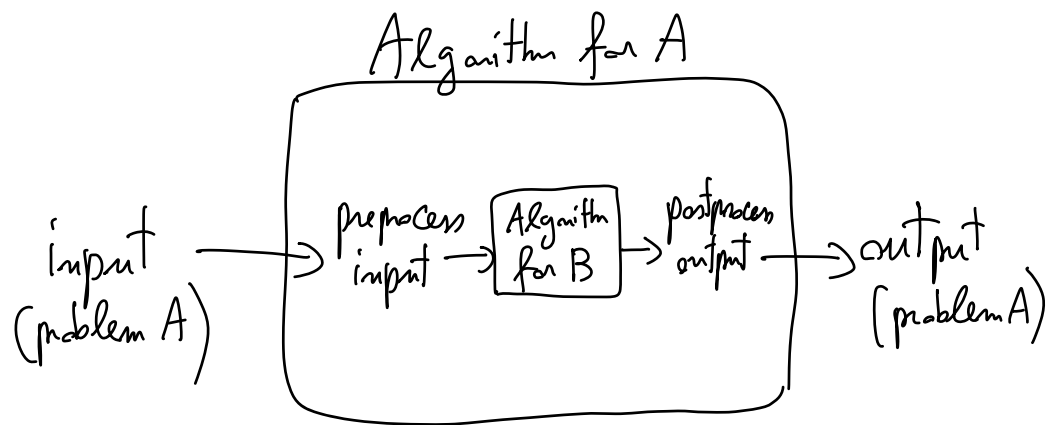 Algorithm for A
input
(problem A)
preprocess
input
Algorithm
for B
postprocess
output
output
(problem A)